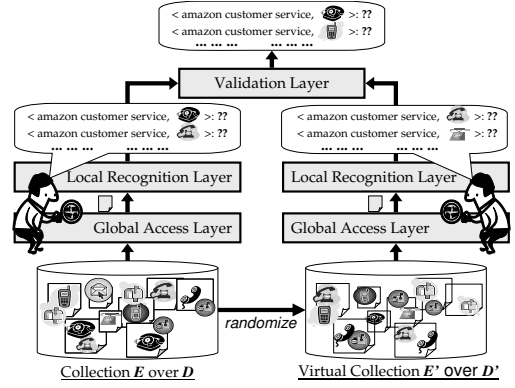 < amazon customer service, >: ??
< amazon customer service, >: ??
... ... ... ... ... ...
Validation Layer
< amazon customer service, >: ??
< amazon customer service, >: ??
... ... ... ... ... ...
< amazon customer service, >: ??
< amazon customer service, >: ??
... ... ... ... ... ...
Local Recognition Layer
Local Recognition Layer
Global Access Layer
Global Access Layer
randomize
Collection E over D
Virtual Collection E' over D'